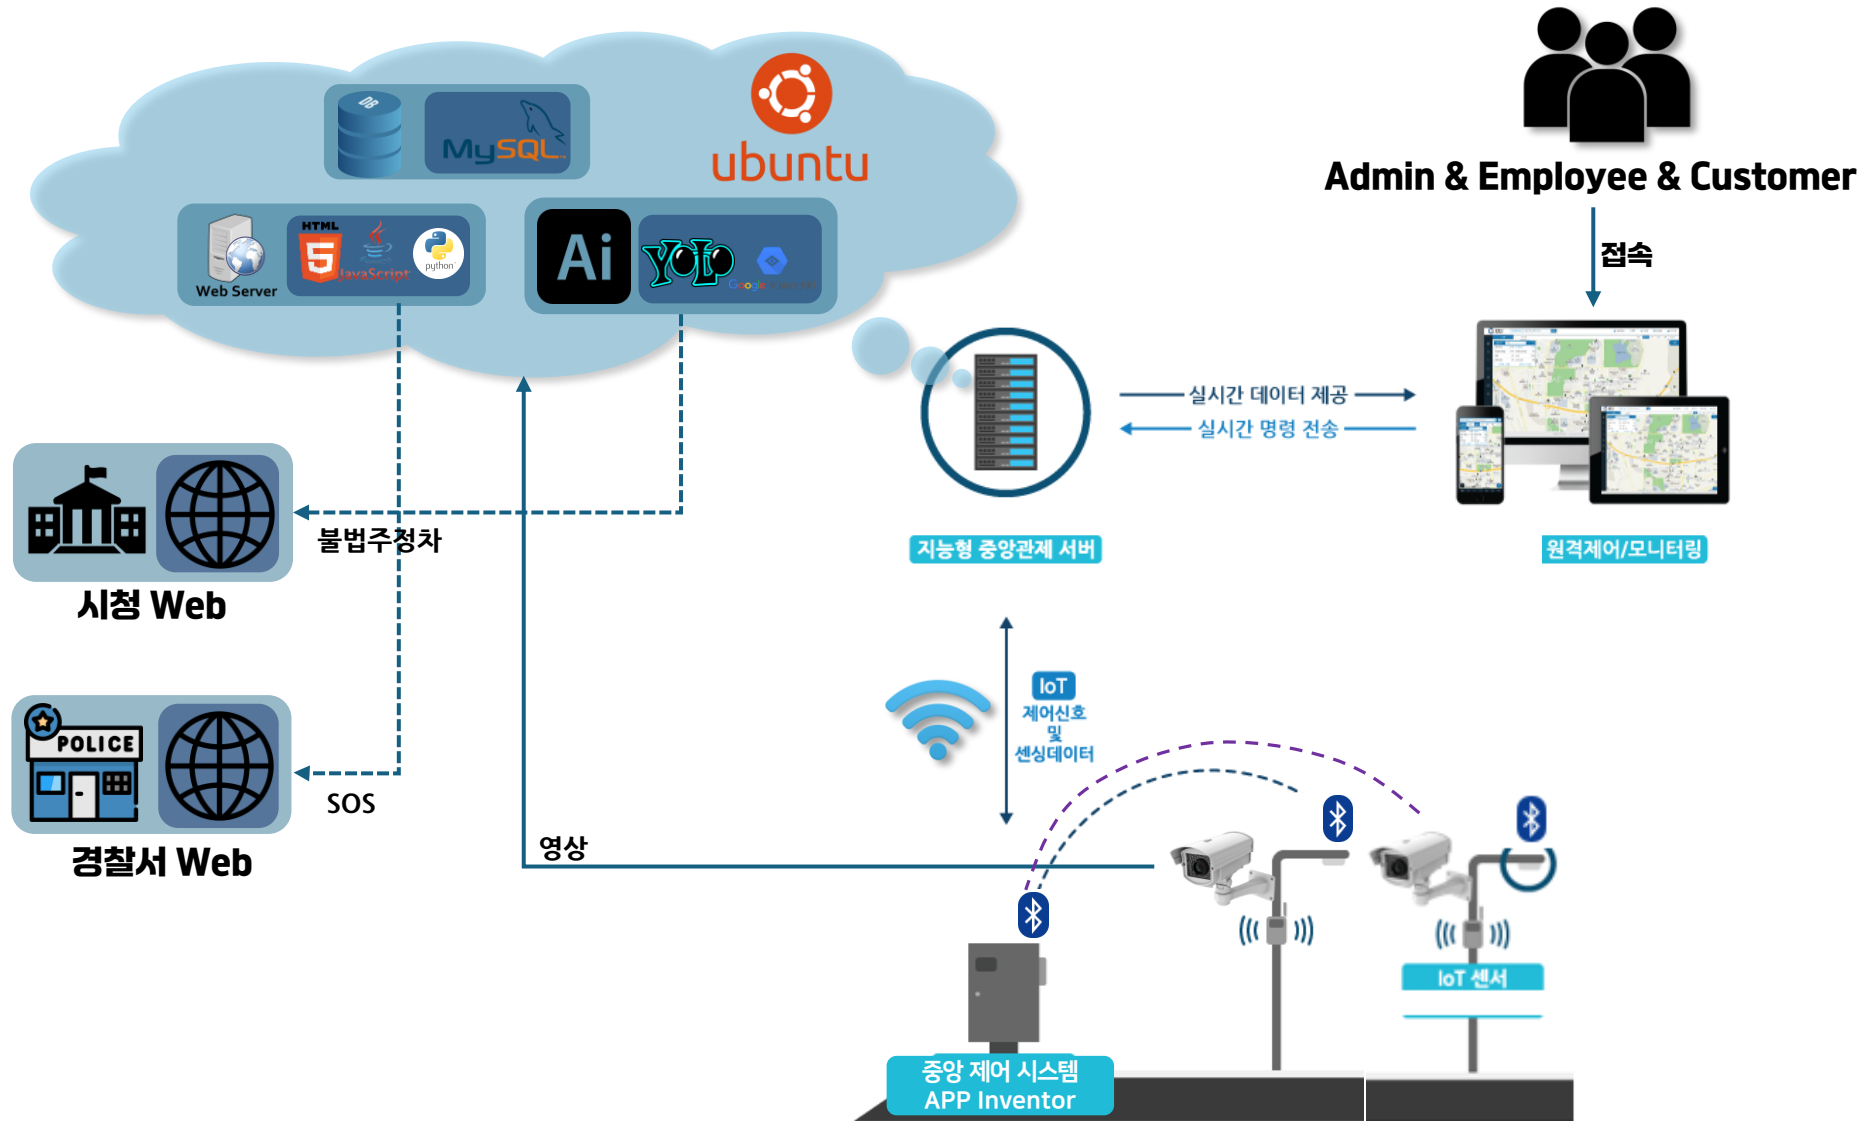 DB
MySQL
ubuntu
Web Server
HTML
5
JavaScript
python
Ai
YOLO
Google
Admin & Employee & Customer
접속
실시간 데이터 제공
실시간 명령 전송
지능형 중앙관제 서버
원격제어/모니터링
불법주정차
시청 Web
POLICE
SOS
경찰서 Web
영상
IoT
제어신호
및
센싱데이터
IoT 센서
중앙 제어 시스템
APP Inventor